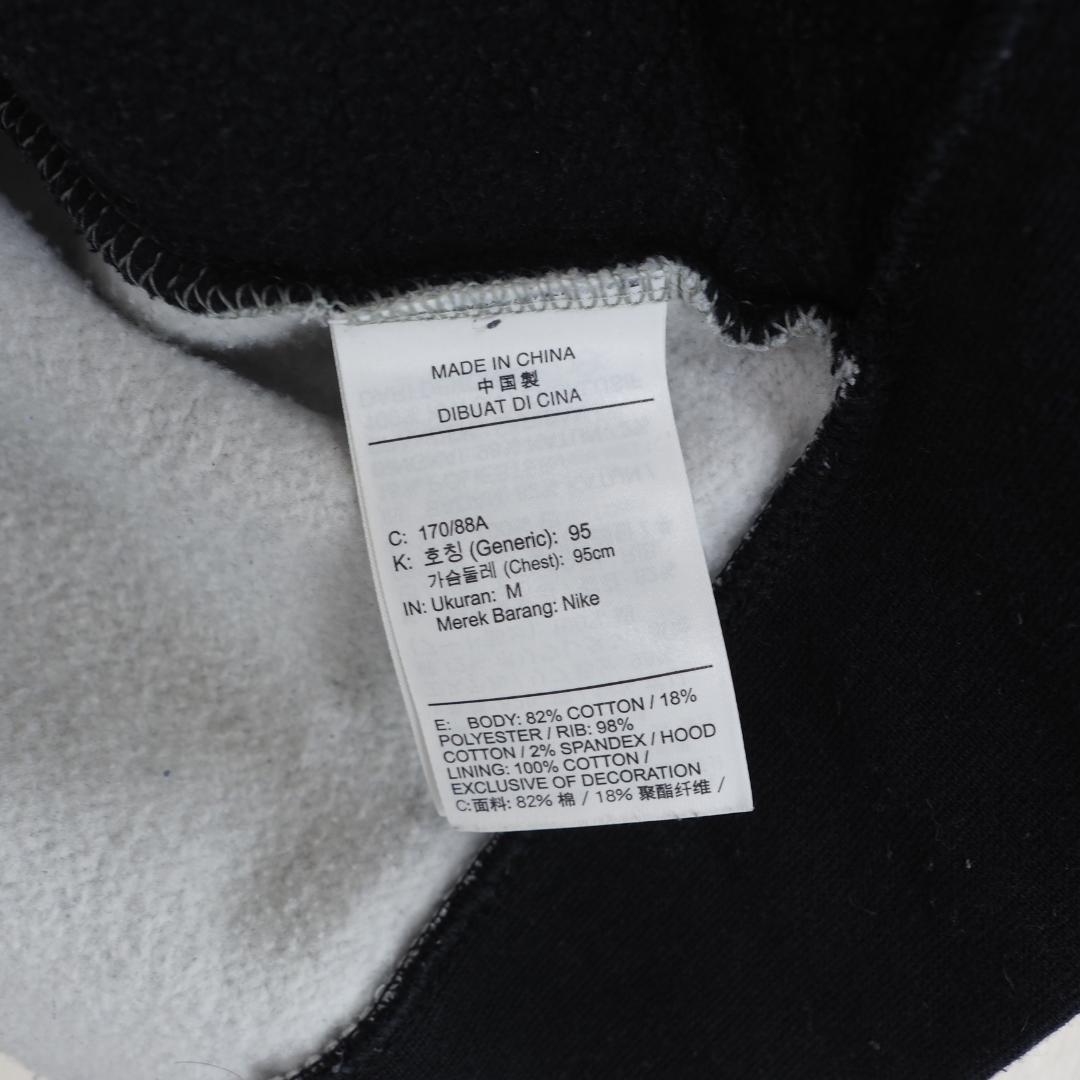 MADE IN CHINA
中国製
DIBUAT DI CINA
C: 170/88A
K: 호칭 (Generic): 95
가슴둘레 (Chest): 95cm
IN: Ukuran: M
Merek Barang: Nike
E: BODY: 82% COTTON / 18%
POLYESTER / RIB: 98%
COTTON / 2% SPANDEX / HOOD
LINING: 100% COTTON /
EXCLUSIVE OF DECORATION
C:面料: 82% 棉 / 18% 聚酯纤维 /